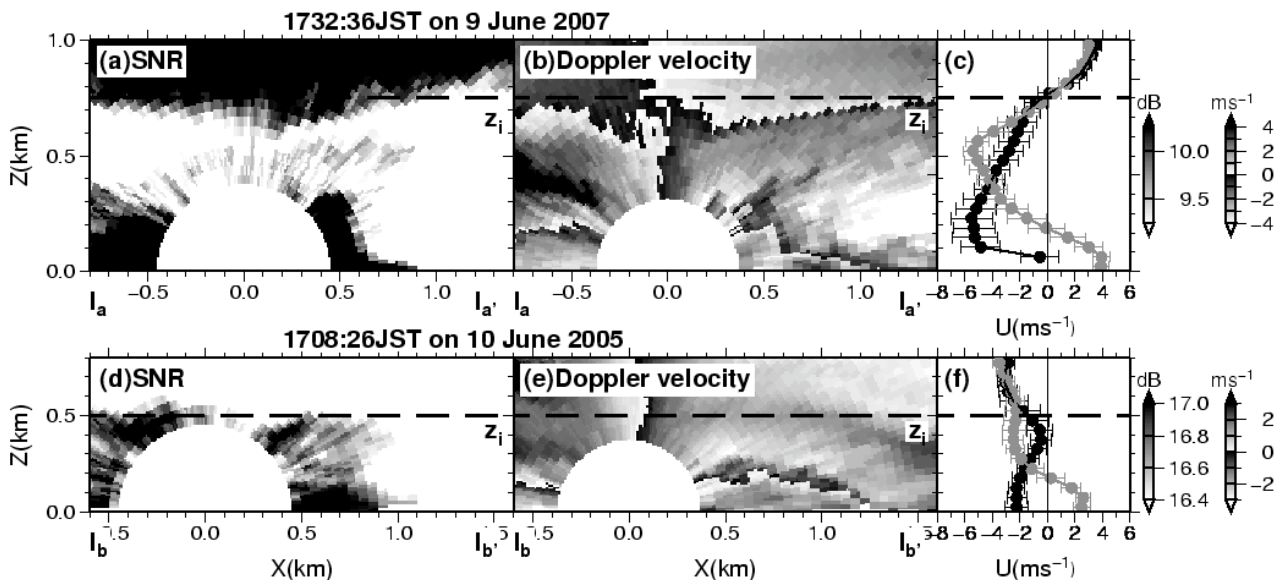 1732:36JST on 9 June 2007
(a)SNR
(b)Doppler velocity
(c)
Z(km)
1.0
0.5
0.0
z_i
z_i
dB
10.0
9.5
ms⁻¹
4
2
0
−2
−4
−0.5 0.0 0.5 1.0
−0.5 0.0 0.5 1.0
−8 −6 −4 −2 0 2 4 6
I_a I_a'
I_a I_a'
U(ms⁻¹)
1708:26JST on 10 June 2005
(d)SNR
(e)Doppler velocity
(f)
Z(km)
0.5
0.0
z_i
z_i
dB
17.0
16.8
16.6
16.4
ms⁻¹
2
0
−2
0.0 0.5 1.0
0.0 0.5 1.0
−8 −6 −4 −2 0 2 4 6
I_b I_b'
I_b I_b'
X(km)
X(km)
U(ms⁻¹)